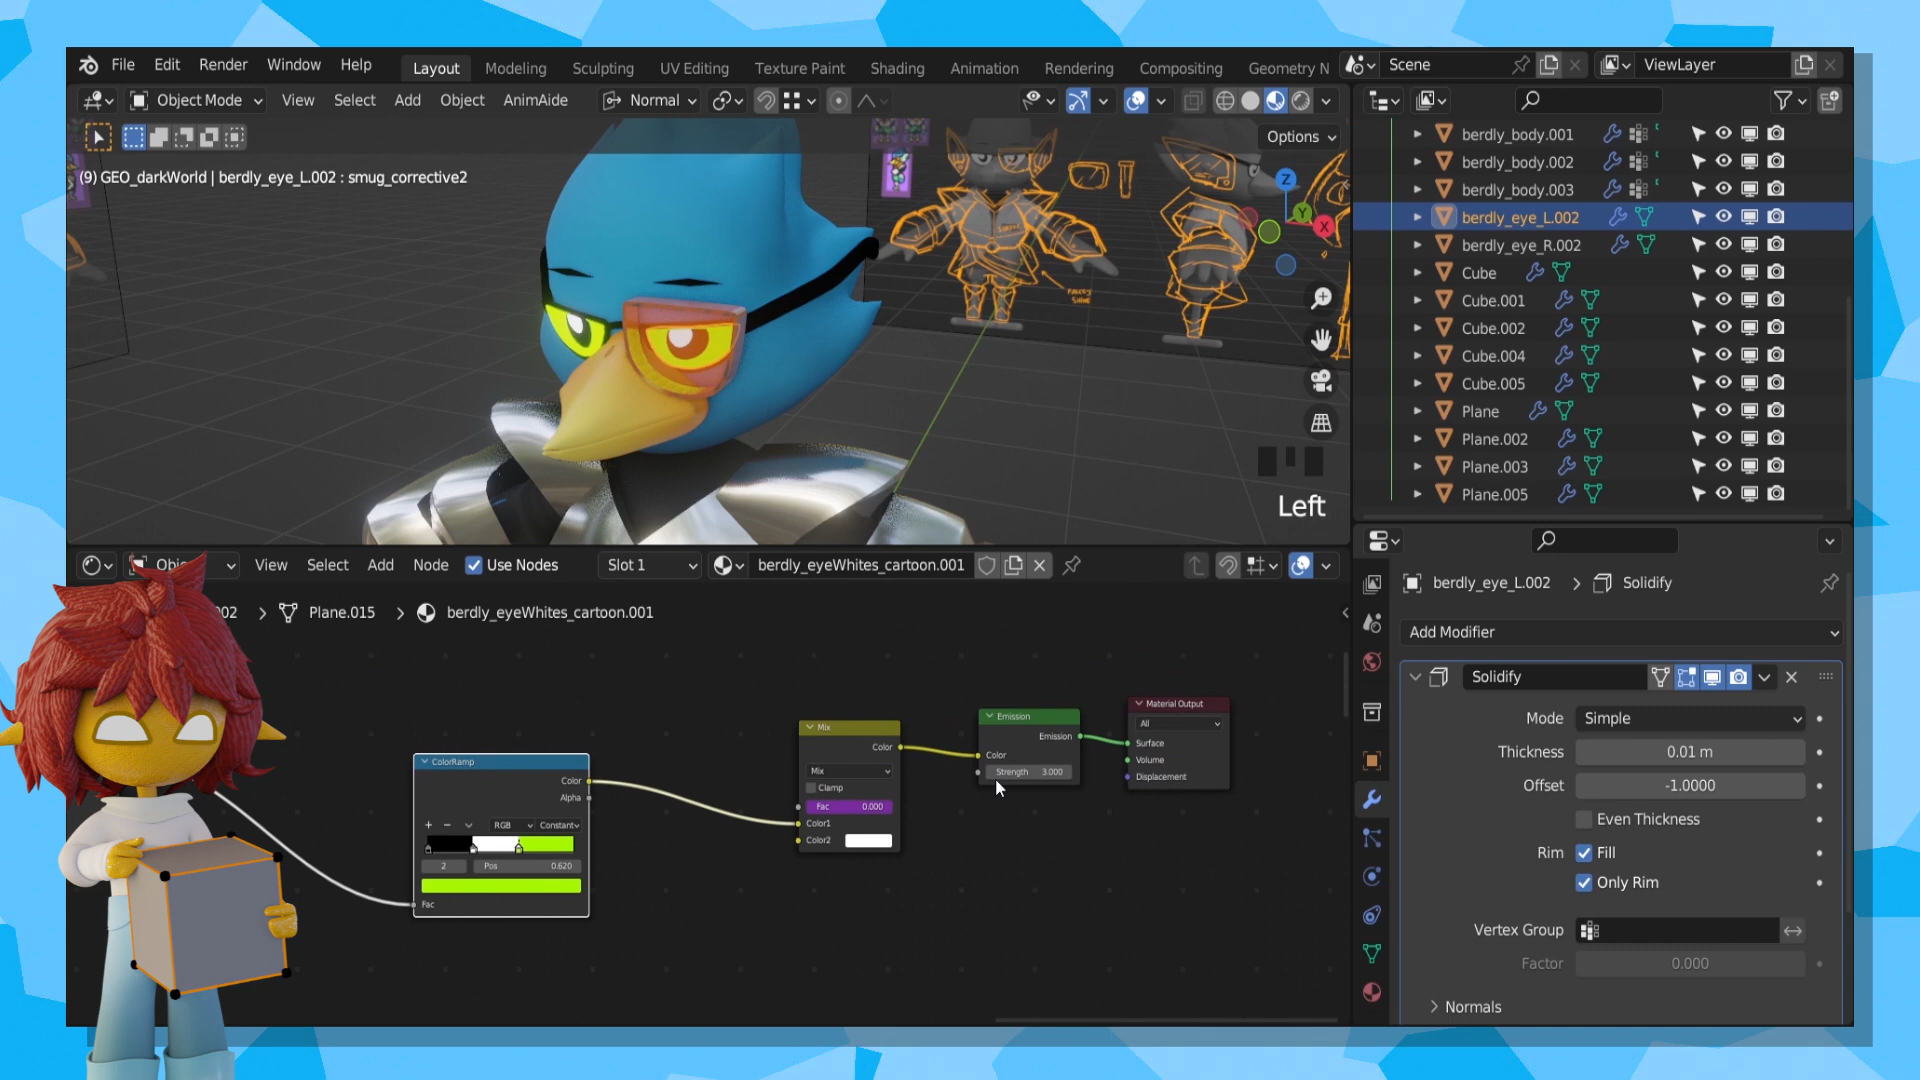 File Edit Render Window Help Layout Modeling Sculpting UV Editing Texture Paint Shading Animation Rendering Compositing Geometry N Scene ViewLayer
Object Mode View Select Add Object AnimAide Normal
Options
(9) GEO_darkWorld | berdly_eye_L.002 : smug_corrective2
Z
Y
X
Left
berdly_body.001
berdly_body.002
berdly_body.003
berdly_eye_L.002
berdly_eye_R.002
Cube
Cube.001
Cube.002
Cube.004
Cube.005
Plane
Plane.002
Plane.003
Plane.005
Obje View Select Add Node Use Nodes Slot 1 berdly_eyeWhites_cartoon.001
002 > Plane.015 > berdly_eyeWhites_cartoon.001
ColorRamp
Color
Alpha
+ − RGB Constant
2 Pos 0.620
Fac
Mix
Color
Mix
Clamp
Fac 0.000
Color1
Color2
Emission
Emission
Color
Strength 3.000
Material Output
All
Surface
Volume
Displacement
berdly_eye_L.002 > Solidify
Add Modifier
Solidify
Mode Simple
Thickness 0.01 m
Offset -1.0000
Even Thickness
Rim Fill
Only Rim
Vertex Group
Factor 0.000
Normals